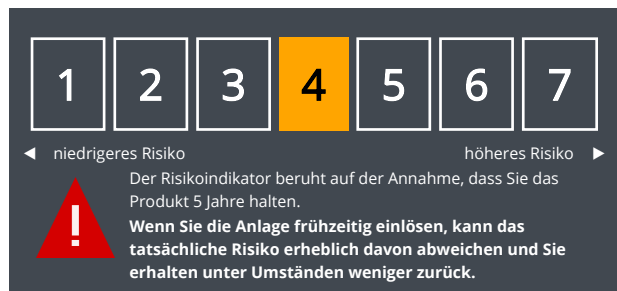 1 2 3 4 5 6 7
◄ niedrigeres Risiko höheres Risiko ►
Der Risikoindikator beruht auf der Annahme, dass Sie das
Produkt 5 Jahre halten.
! Wenn Sie die Anlage frühzeitig einlösen, kann das
tatsächliche Risiko erheblich davon abweichen und Sie
erhalten unter Umständen weniger zurück.